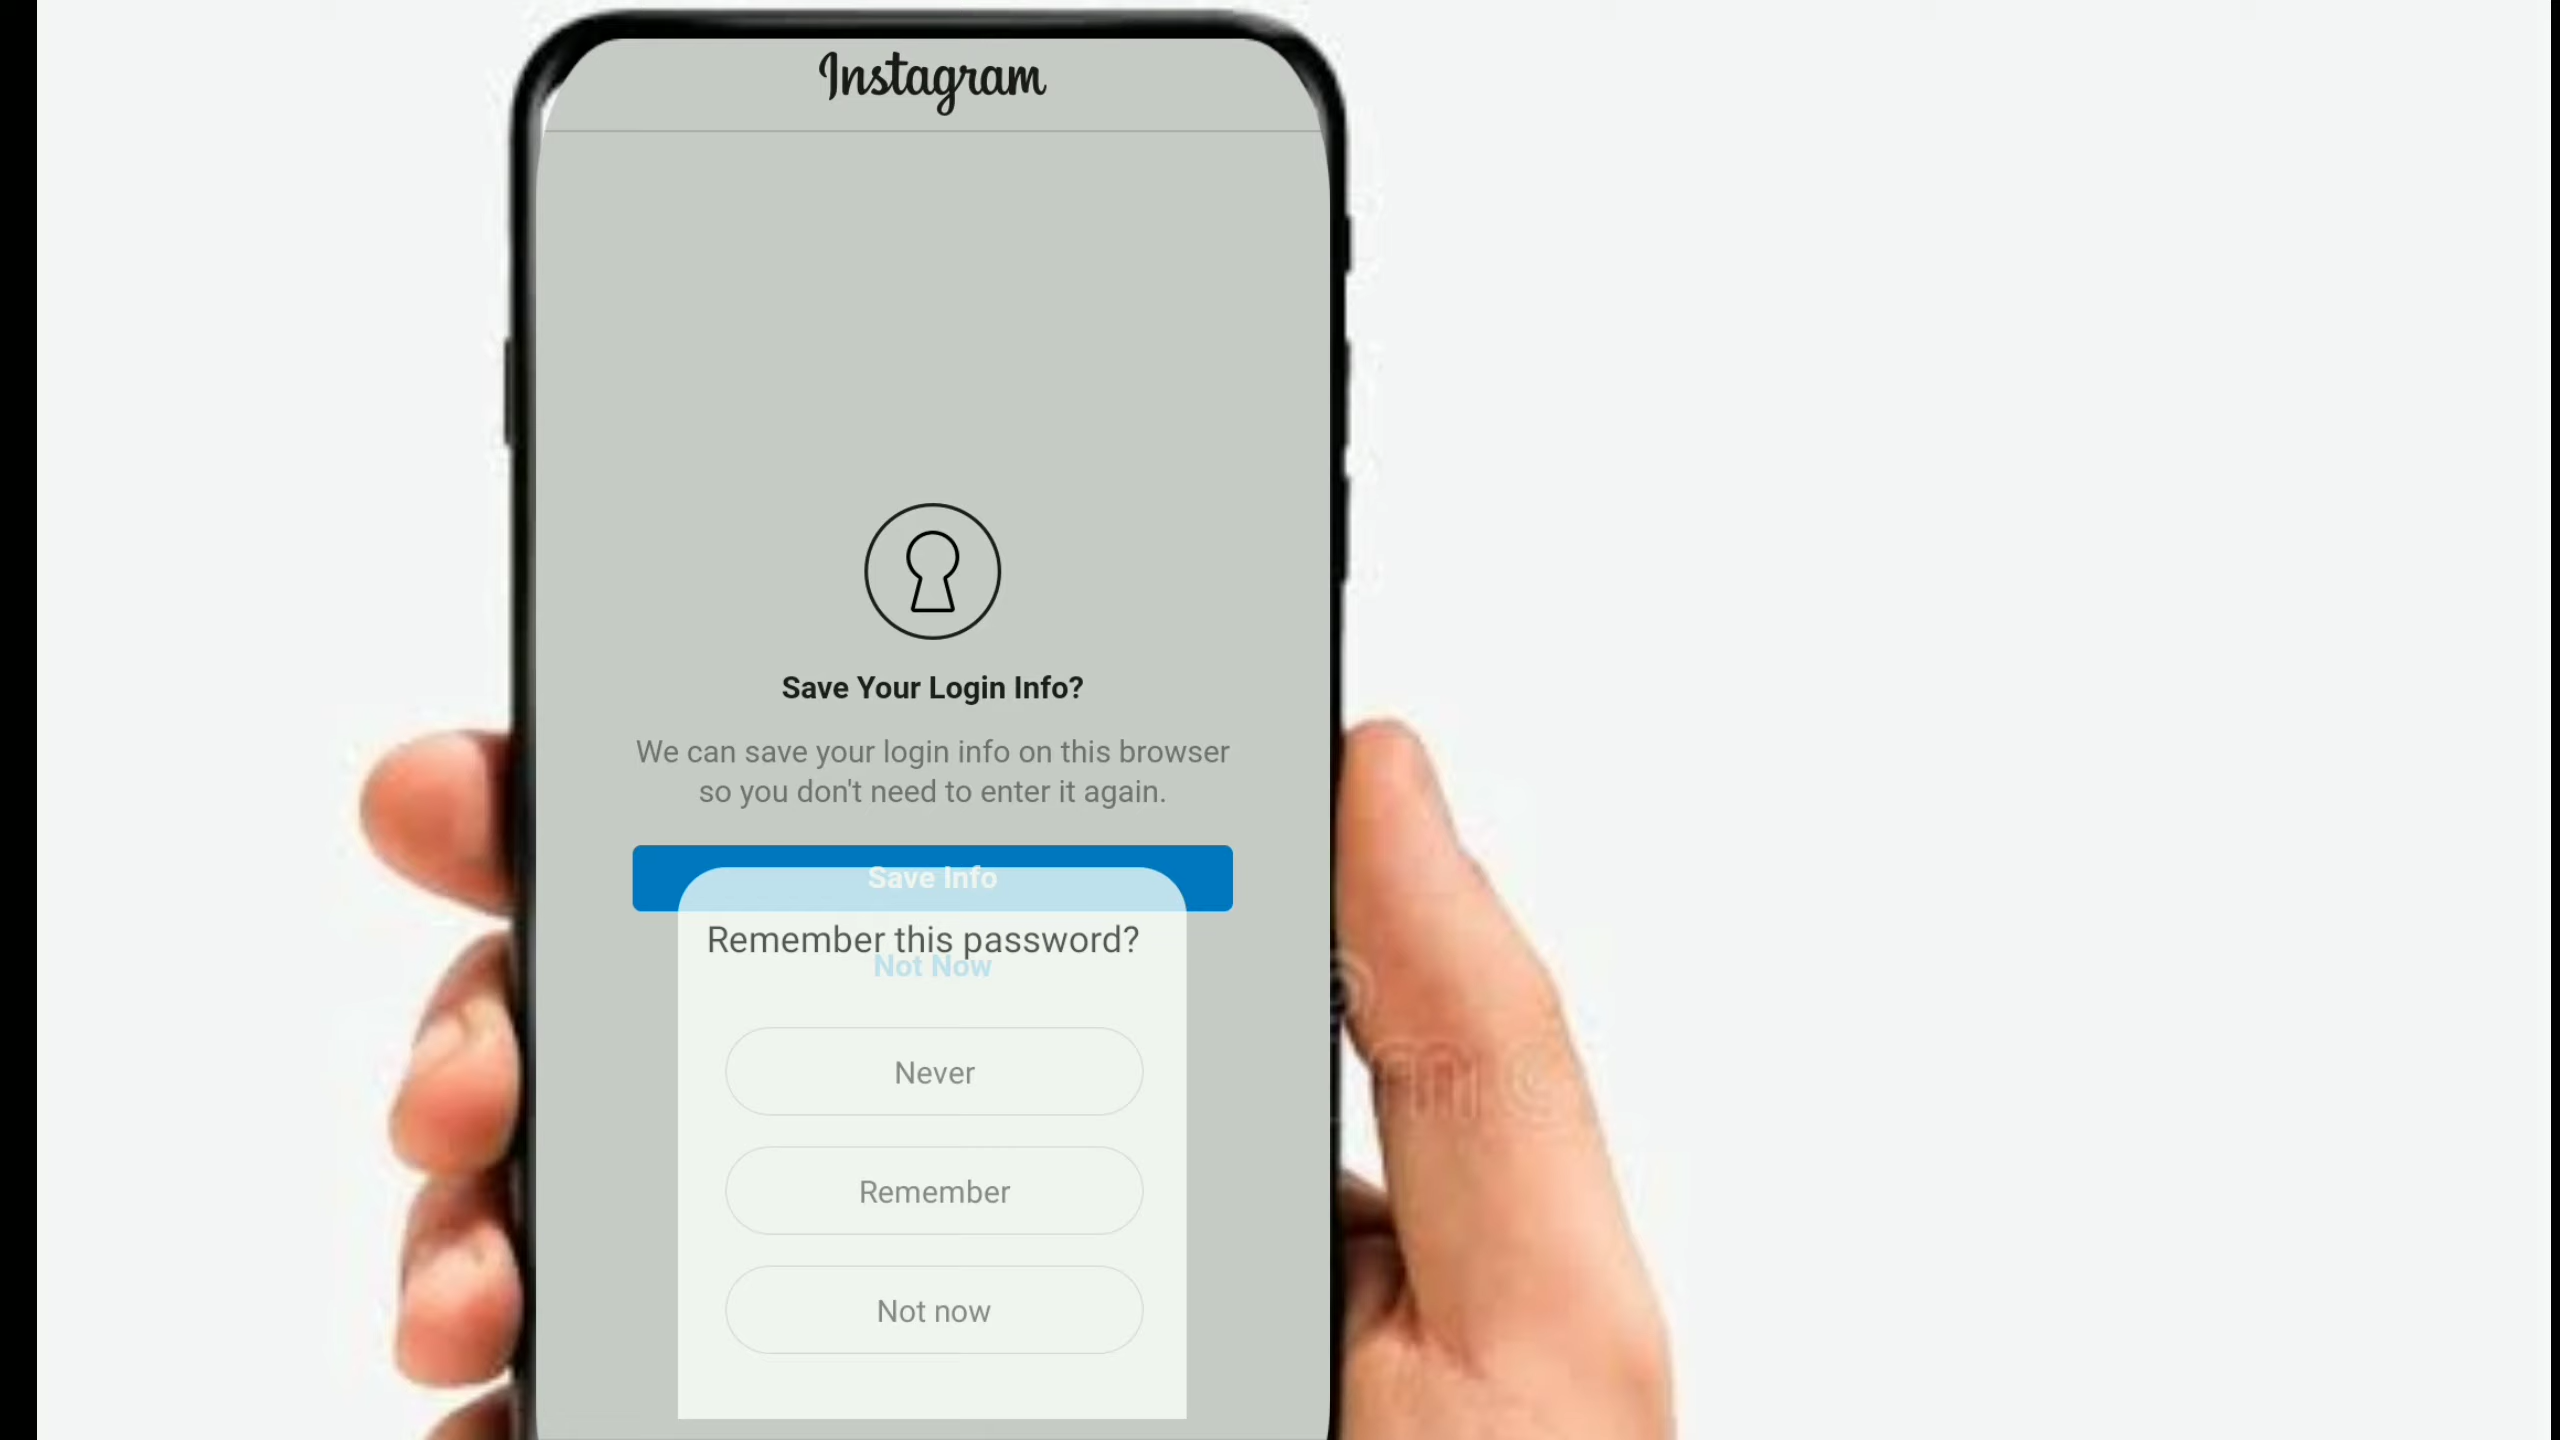 Instagram
Save Your Login Info?
We can save your login info on this browser
so you don't need to enter it again.
Save Info
Remember this password?
Not Now
Never
Remember
Not now